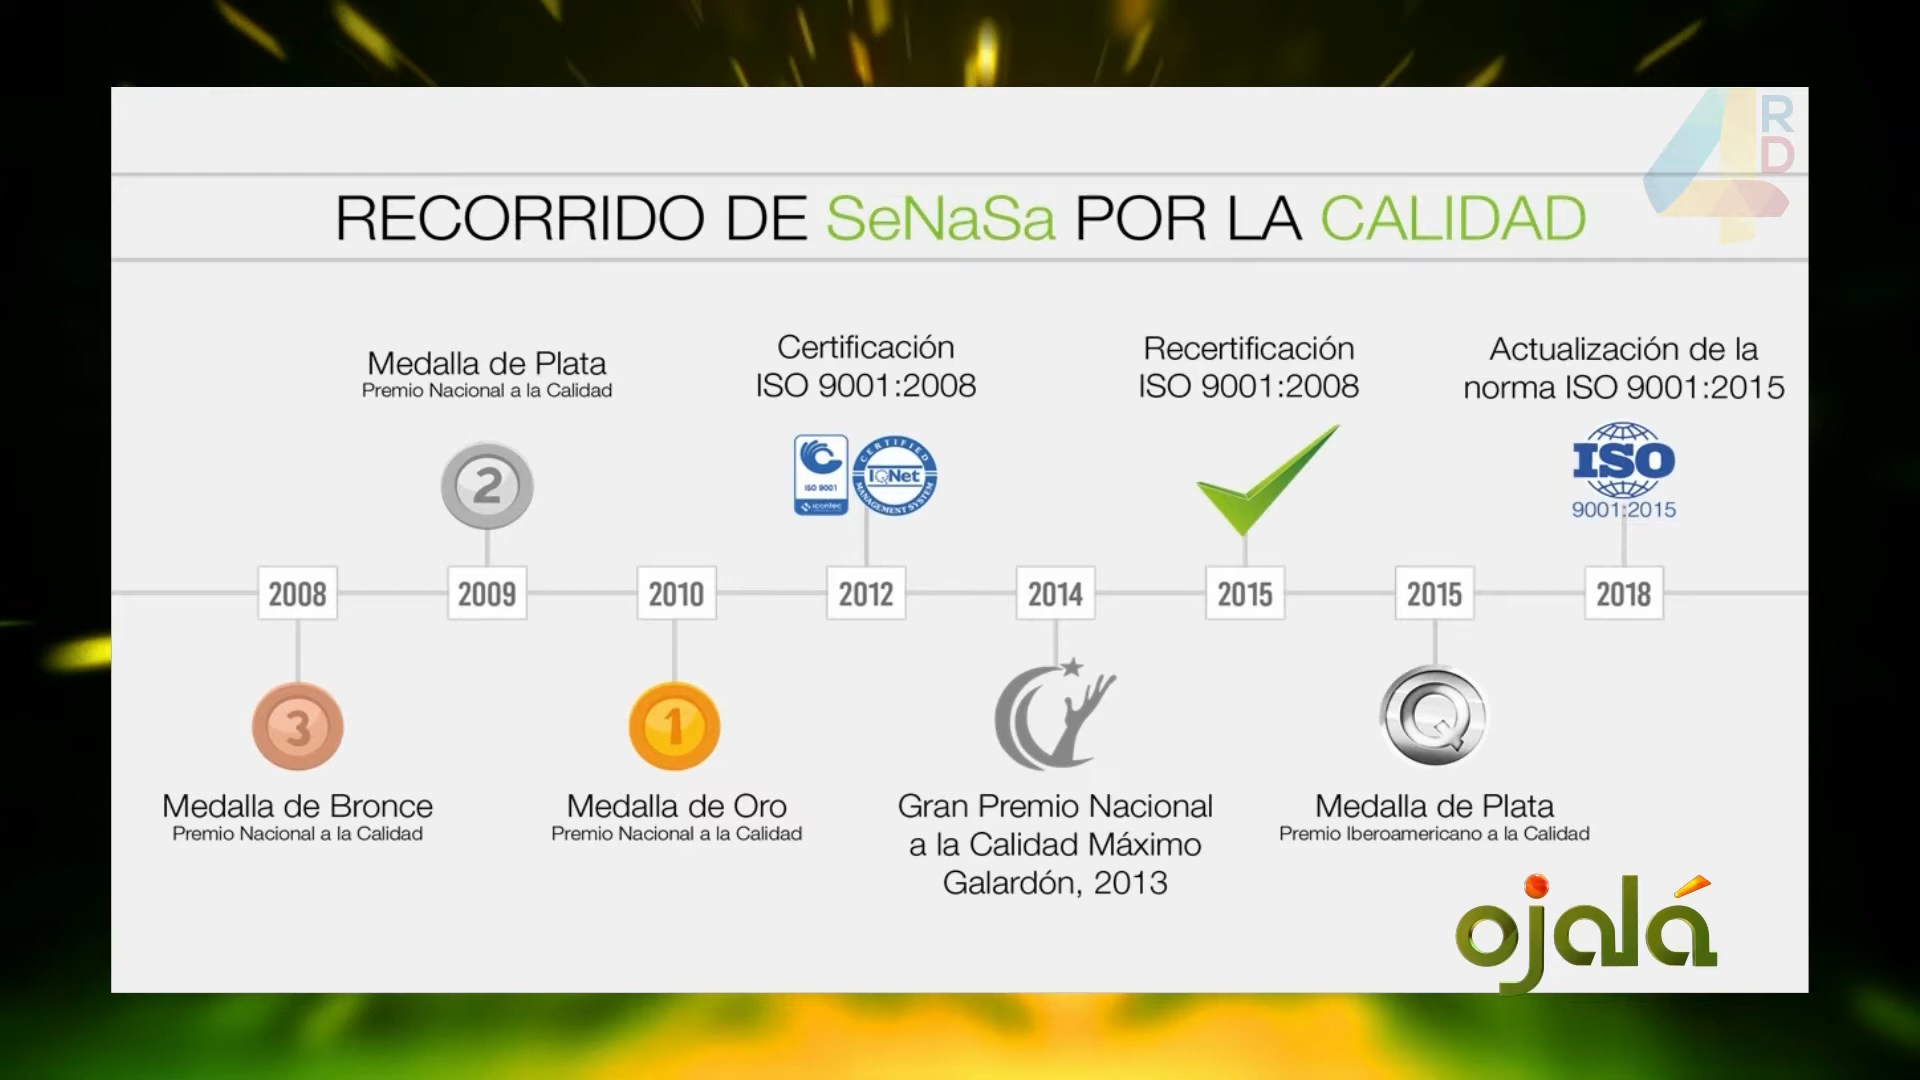 RD
4
RECORRIDO DE SeNaSa POR LA CALIDAD
Medalla de Plata
Premio Nacional a la Calidad
2
Certificación
ISO 9001:2008
ISO 9001
icontec
CERTIFIED
IQNet
MANAGEMENT SYSTEM
Recertificación
ISO 9001:2008
Actualización de la
norma ISO 9001:2015
ISO
9001:2015
2008
2009
2010
2012
2014
2015
2015
2018
3
Medalla de Bronce
Premio Nacional a la Calidad
1
Medalla de Oro
Premio Nacional a la Calidad
Gran Premio Nacional
a la Calidad Máximo
Galardón, 2013
Q
Medalla de Plata
Premio Iberoamericano a la Calidad
ojalá